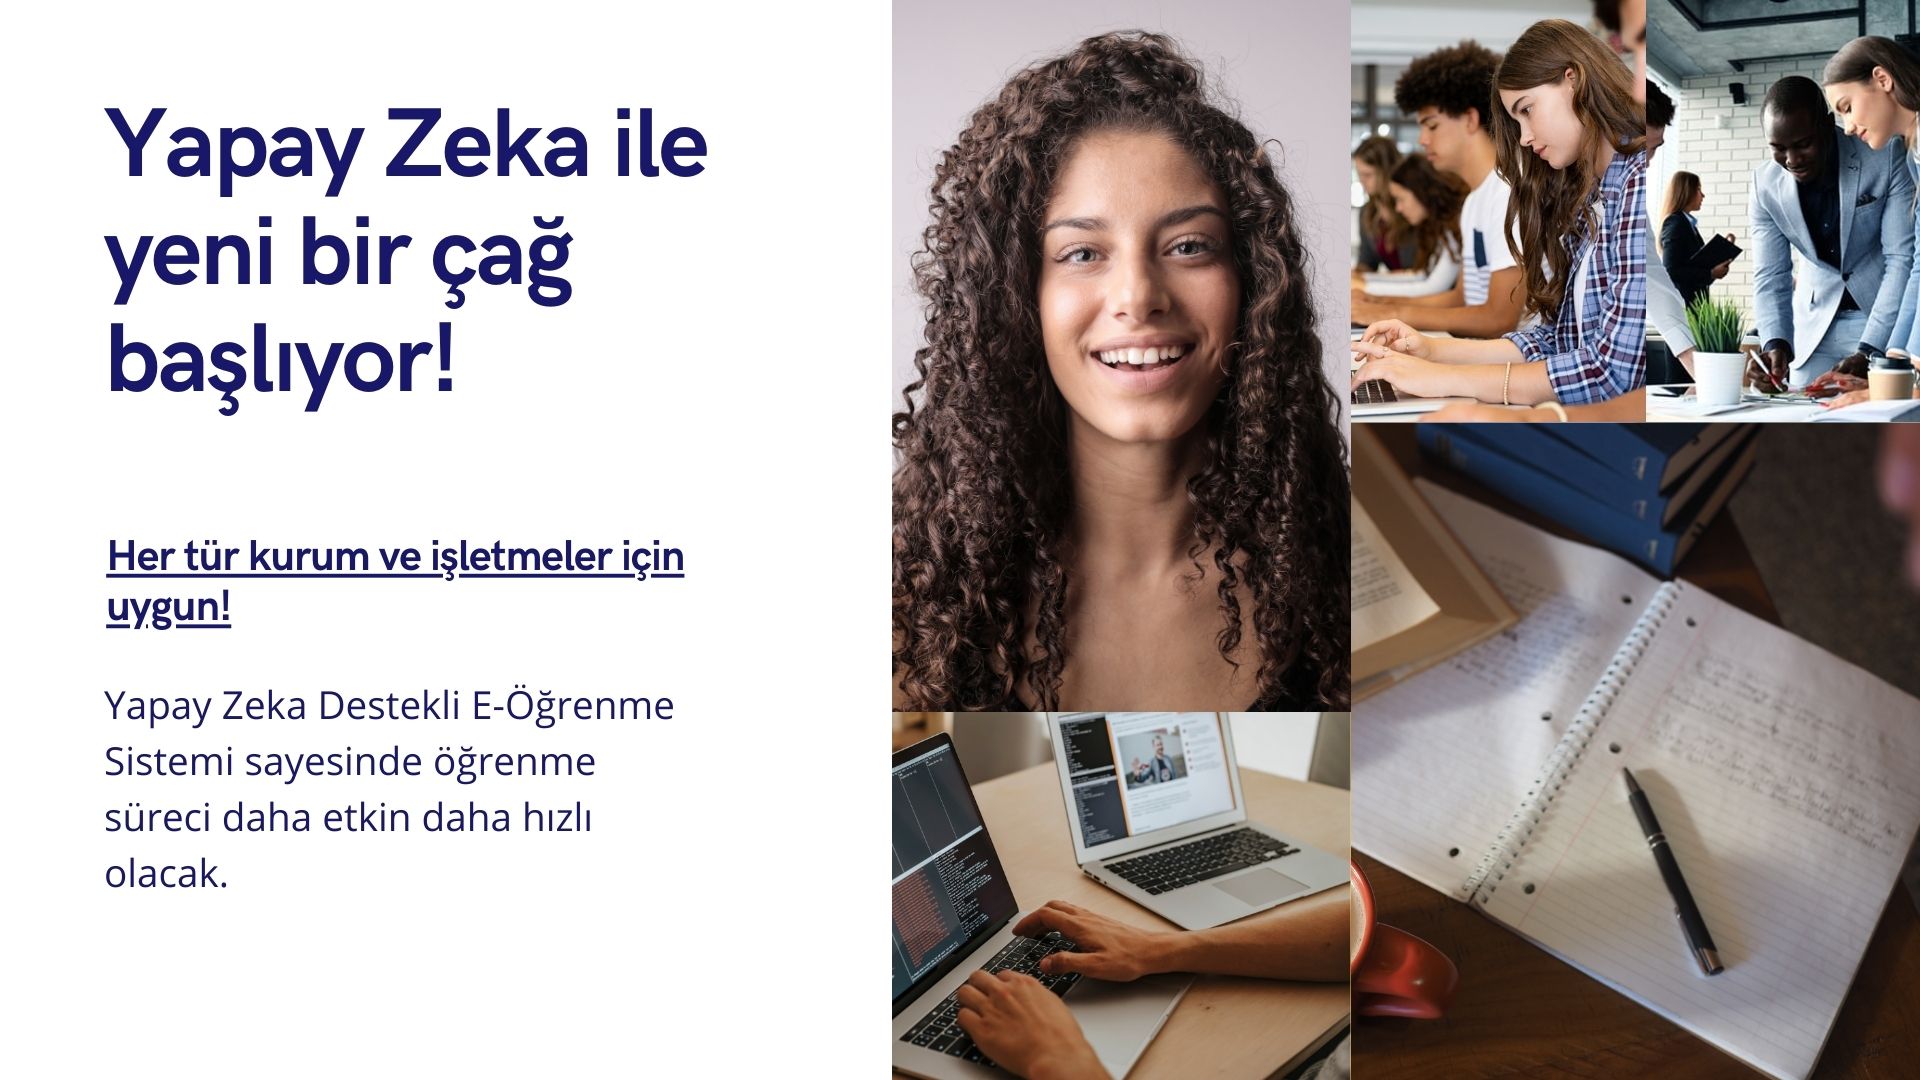 Yapay Zeka ile
yeni bir çağ
başlıyor!
Her tür kurum ve işletmeler için
uygun!
Yapay Zeka Destekli E-Öğrenme
Sistemi sayesinde öğrenme
süreci daha etkin daha hızlı
olacak.